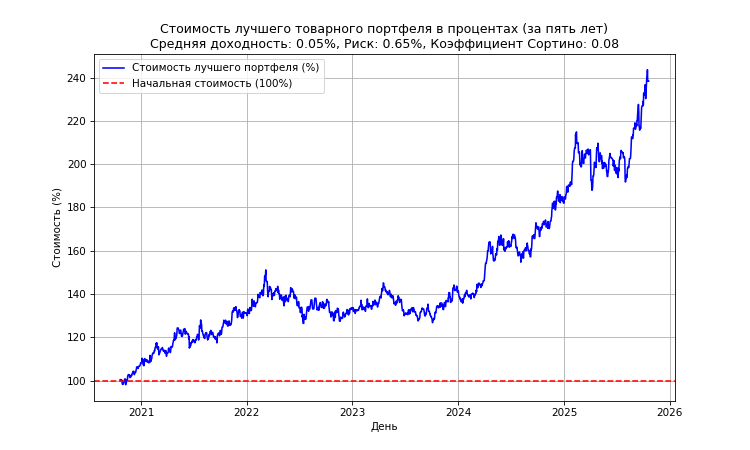 Стоимость лучшего товарного портфеля в процентах (за пять лет)
Средняя доходность: 0.05%, Риск: 0.65%, Коэффициент Сортино: 0.08
Стоимость лучшего портфеля (%)
Начальная стоимость (100%)
Стоимость (%)
240
220
200
180
160
140
120
100
2021 2022 2023 2024 2025 2026
День